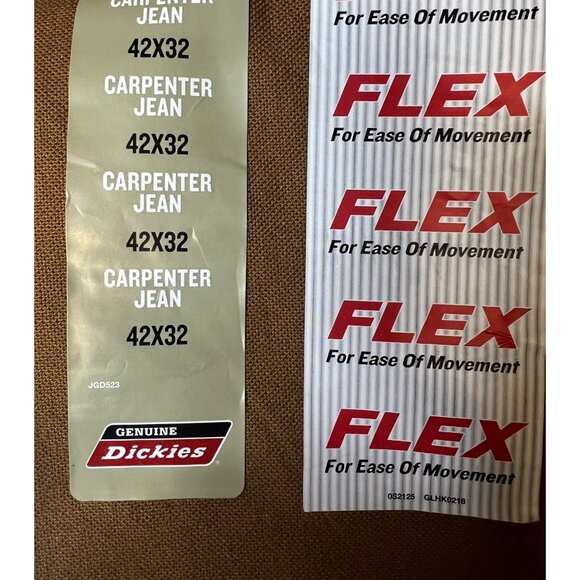 CARPENTER
JEAN
42X32
CARPENTER
JEAN
42X32
CARPENTER
JEAN
42X32
CARPENTER
JEAN
42X32
JGD523
GENUINE
Dickies
For Ease Of Movement
FLEX
For Ease Of Movement
FLEX
For Ease Of Movement
FLEX
For Ease Of Movement
FLEX
For Ease Of Movement
0S2125 GLHK0218